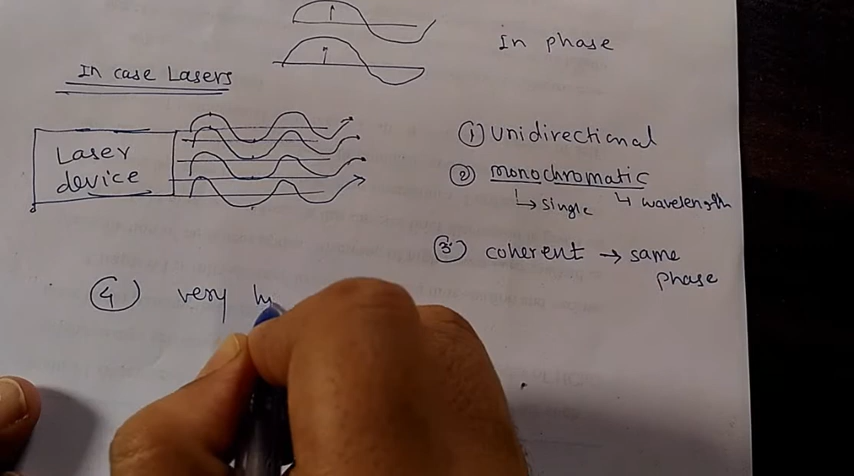 In phase
In case Lasers
Laser
device
① unidirectional
② monochromatic
↳ single ↳ wavelength
③ coherent → same
phase
④ very